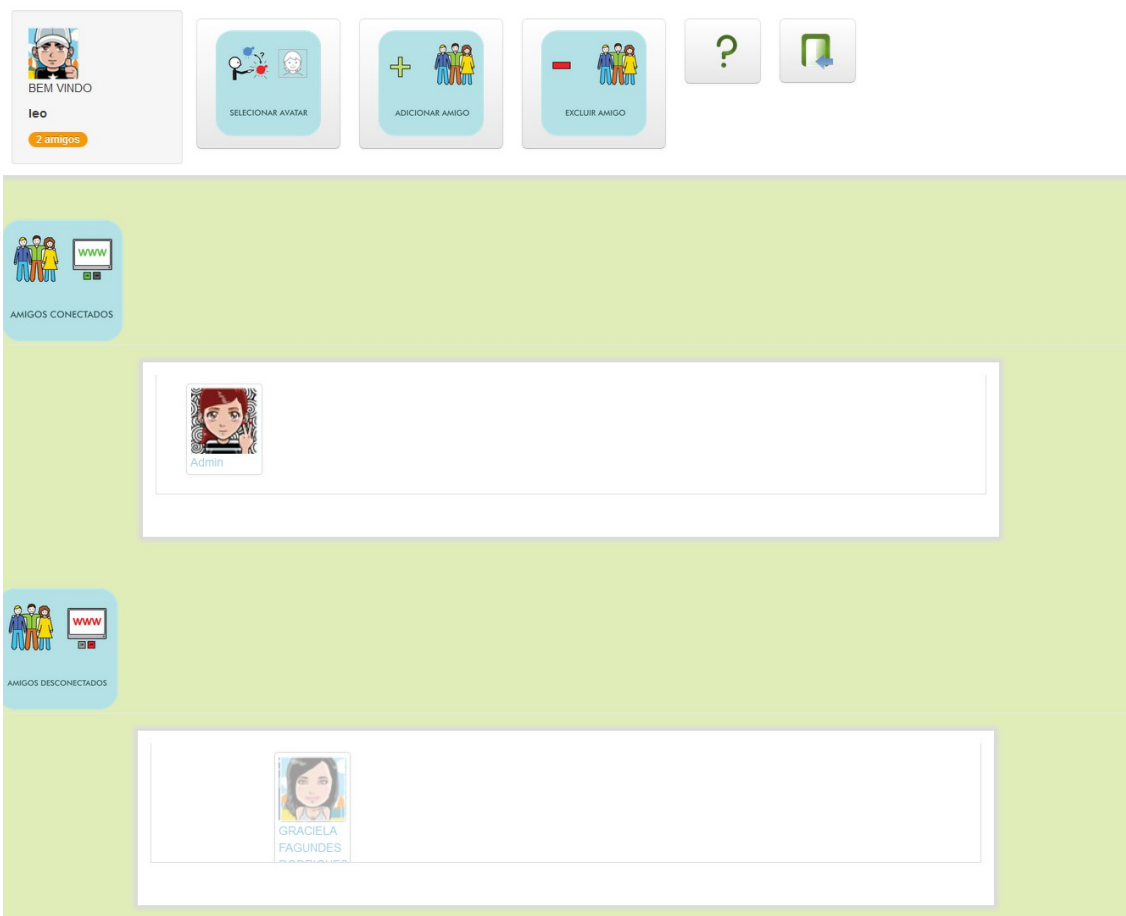 BEM VINDO
leo
2 amigos
SELECIONAR AVATAR
ADICIONAR AMIGO
EXCLUIR AMIGO
?
www
AMIGOS CONECTADOS
Admin
www
AMIGOS DESCONECTADOS
GRACIELA
FAGUNDES